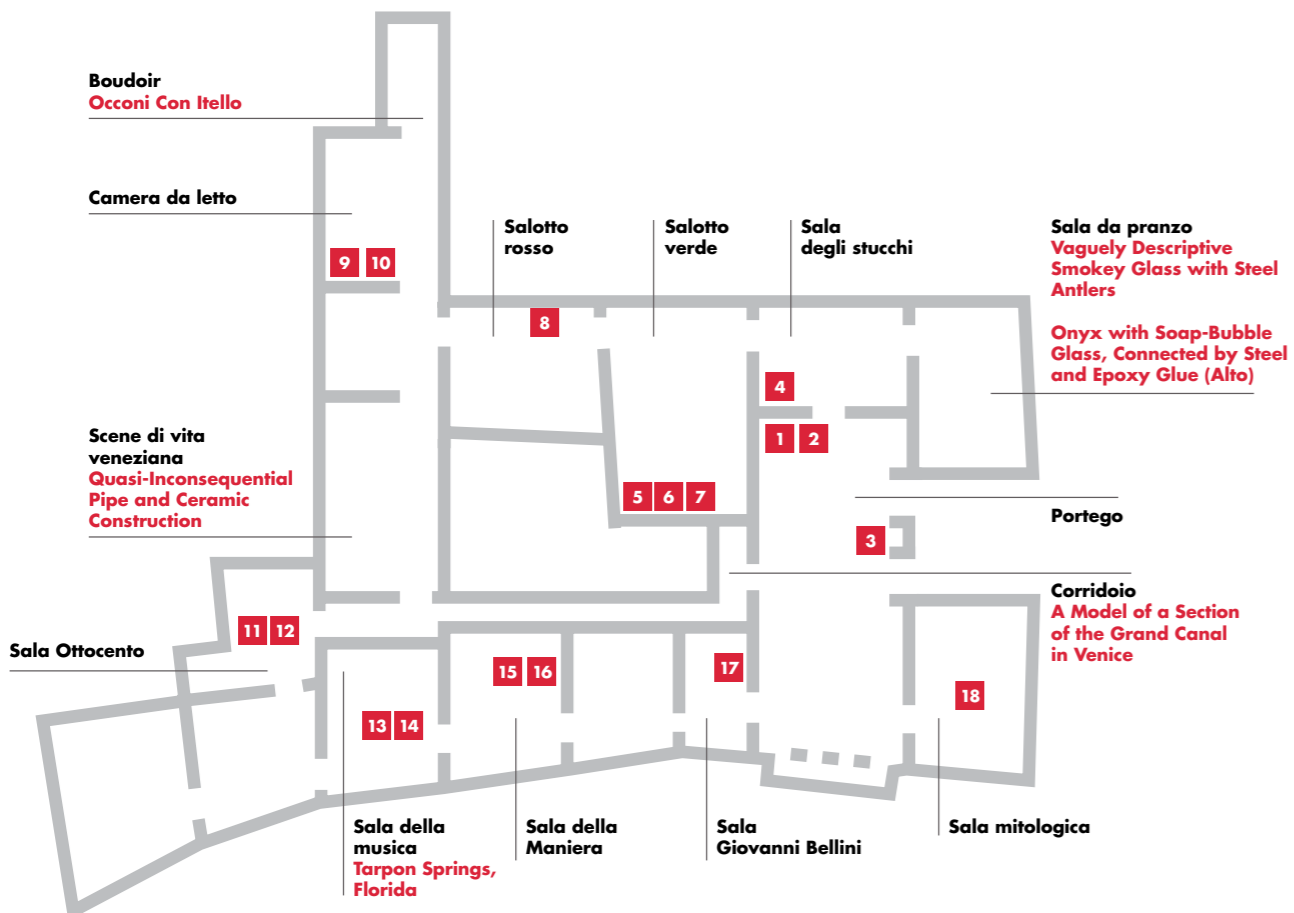 Boudoir
Occoni Con Itello
Camera da letto
9 10
Salotto
rosso
Salotto
verde
Sala
degli stucchi
Sala da pranzo
Vaguely Descriptive
Smokey Glass with Steel
Antlers
Onyx with Soap-Bubble
Glass, Connected by Steel
and Epoxy Glue (Alto)
8
4
1 2
Scene di vita
veneziana
Quasi-Inconsequential
Pipe and Ceramic
Construction
5 6 7
Portego
3
Corridoio
A Model of a Section
of the Grand Canal
in Venice
11 12
Sala Ottocento
15 16
17
18
13 14
Sala della
musica
Tarpon Springs,
Florida
Sala della
Maniera
Sala
Giovanni Bellini
Sala mitologica